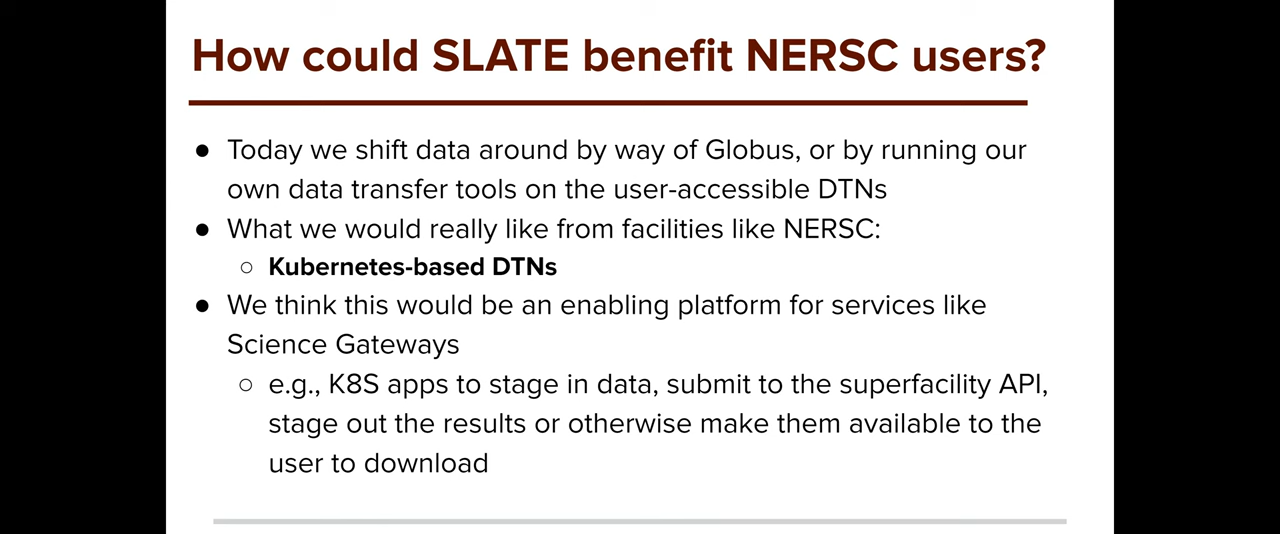 How could SLATE benefit NERSC users?
● Today we shift data around by way of Globus, or by running our
own data transfer tools on the user-accessible DTNs
● What we would really like from facilities like NERSC:
○ Kubernetes-based DTNs
● We think this would be an enabling platform for services like
Science Gateways
○ e.g., K8S apps to stage in data, submit to the superfacility API,
stage out the results or otherwise make them available to the
user to download